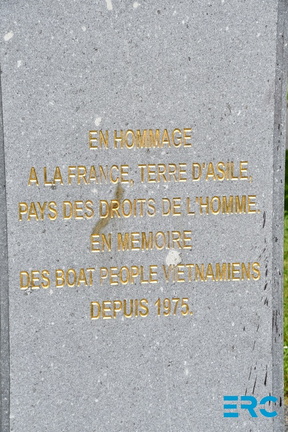 EN HOMMAGE
A LA FRANCE, TERRE D'ASILE,
PAYS DES DROITS DE L'HOMME,
EN MEMOIRE
DES BOAT PEOPLE VIETNAMIENS
DEPUIS 1975.
ERC